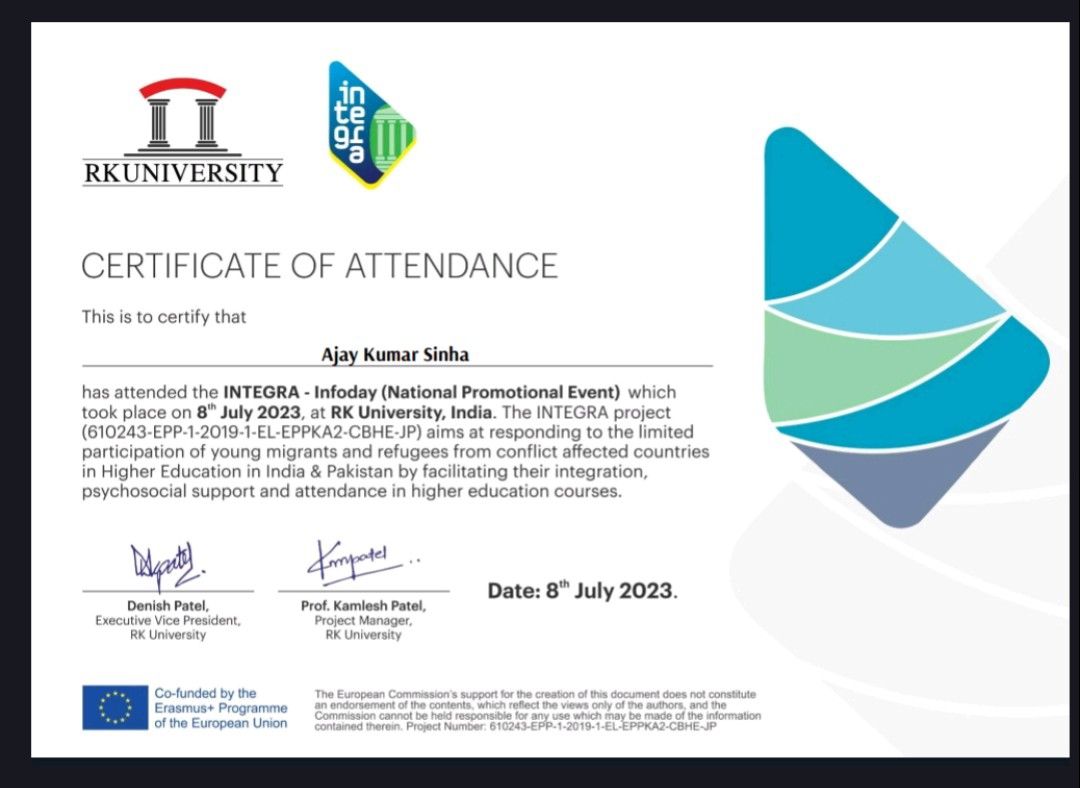 RKUNIVERSITY
in
te
gr
a
CERTIFICATE OF ATTENDANCE
This is to certify that
Ajay Kumar Sinha
has attended the INTEGRA - Infoday (National Promotional Event) which
took place on 8th July 2023, at RK University, India. The INTEGRA project
(610243-EPP-1-2019-1-EL-EPPKA2-CBHE-JP) aims at responding to the limited
participation of young migrants and refugees from conflict affected countries
in Higher Education in India & Pakistan by facilitating their integration,
psychosocial support and attendance in higher education courses.
Denish Patel,
Executive Vice President,
RK University
Prof. Kamlesh Patel,
Project Manager,
RK University
Date: 8th July 2023.
Co-funded by the
Erasmus+ Programme
of the European Union
The European Commission's support for the creation of this document does not constitute
an endorsement of the contents, which reflect the views only of the authors, and the
Commission cannot be held responsible for any use which may be made of the information
contained therein. Project Number: 610243-EPP-1-2019-1-EL-EPPKA2-CBHE-JP